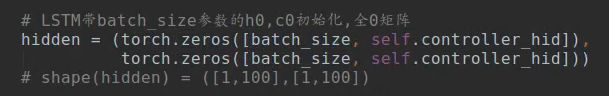 # LSTM带batch_size参数的h0,c0初始化,全0矩阵
hidden = (torch.zeros([batch_size, self.controller_hid]),
torch.zeros([batch_size, self.controller_hid]))
# shape(hidden) = ([1,100],[1,100])